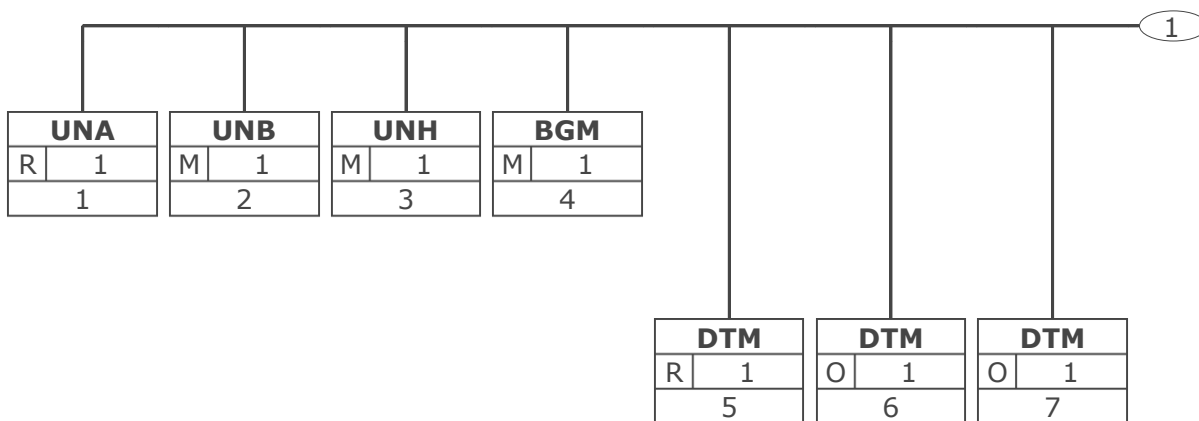 1
UNA UNB UNH BGM
R 1 M 1 M 1 M 1
1 2 3 4
DTM DTM DTM
R 1 O 1 O 1
5 6 7